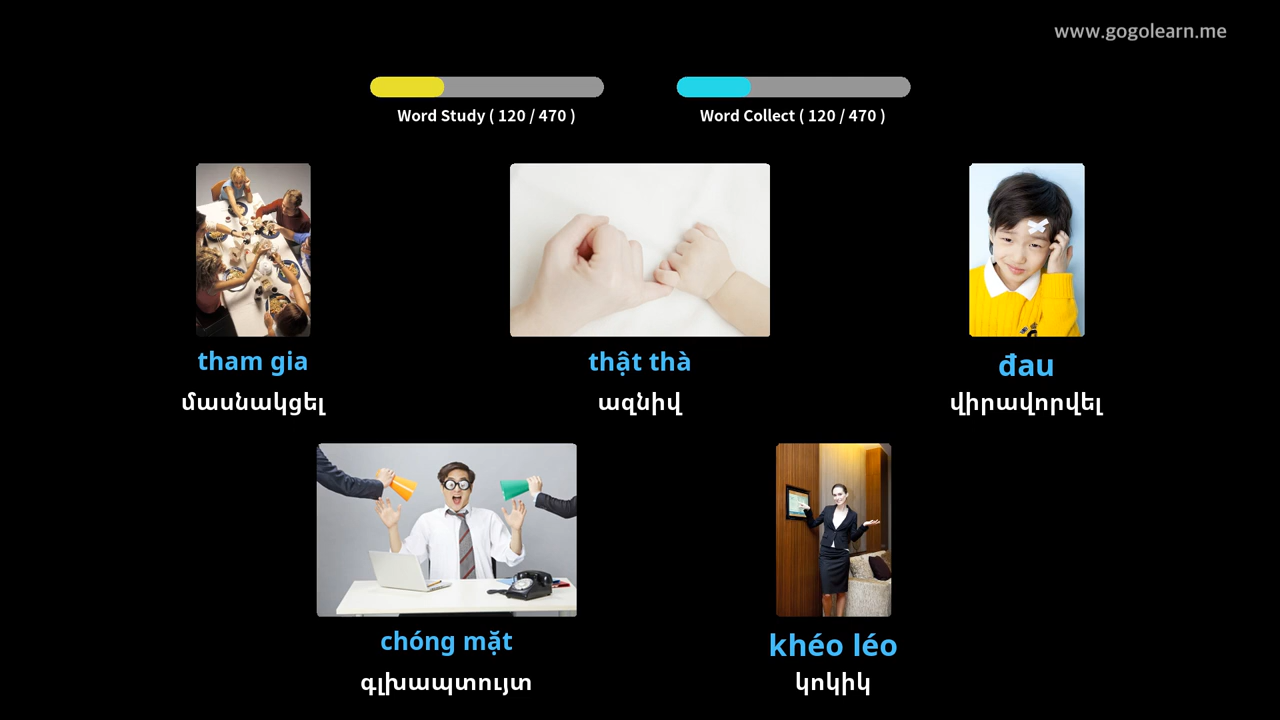 www.gogolearn.me
Word Study ( 120 / 470 )
Word Collect ( 120 / 470 )
tham gia
մասնակցել
thật thà
ազնիվ
đau
վիրավորվել
chóng mặt
գլխապտույտ
khéo léo
կոկիկ